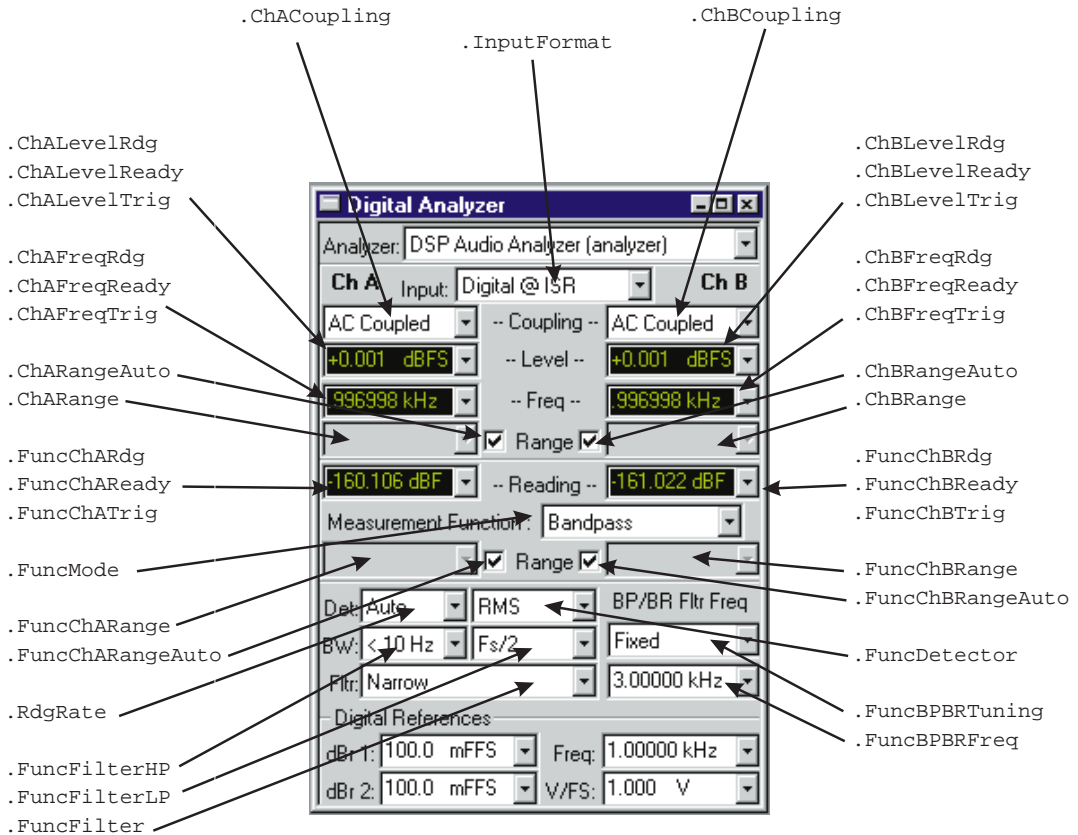 .ChACoupling
.ChBCoupling
.InputFormat
.ChALevelRdg
.ChALevelReady
.ChALevelTrig
.ChBLevelRdg
.ChBLevelReady
.ChBLevelTrig
.ChAFreqRdg
.ChAFreqReady
.ChAFreqTrig
.ChBFreqRdg
.ChBFreqReady
.ChBFreqTrig
.ChARangeAuto
.ChARange
.ChBRangeAuto
.ChBRange
.FuncChARdg
.FuncChAReady
.FuncChATrig
.FuncChBRdg
.FuncChBReady
.FuncChBTrig
.FuncMode
.FuncChBRange
.FuncChBRangeAuto
.FuncChARange
.FuncChARangeAuto
.FuncDetector
.RdgRate
.FuncBPBRTuning
.FuncBPBRFreq
.FuncFilterHP
.FuncFilterLP
.FuncFilter
Digital Analyzer
Analyzer: DSP Audio Analyzer (analyzer)
Ch A Input: Digital @ ISR Ch B
AC Coupled -- Coupling -- AC Coupled
+0.001 dBFS -- Level -- +0.001 dBFS
.996998 kHz -- Freq -- .996998 kHz
Range
-160.106 dBF -- Reading -- -161.022 dBF
Measurement Function : Bandpass
Range
Det: Auto RMS BP/BR Fltr Freq
BW: < 10 Hz Fs/2 Fixed
Fltr: Narrow 3.00000 kHz
Digital References
dBr 1: 100.0 mFFS Freq: 1.00000 kHz
dBr 2: 100.0 mFFS V/FS: 1.000 V